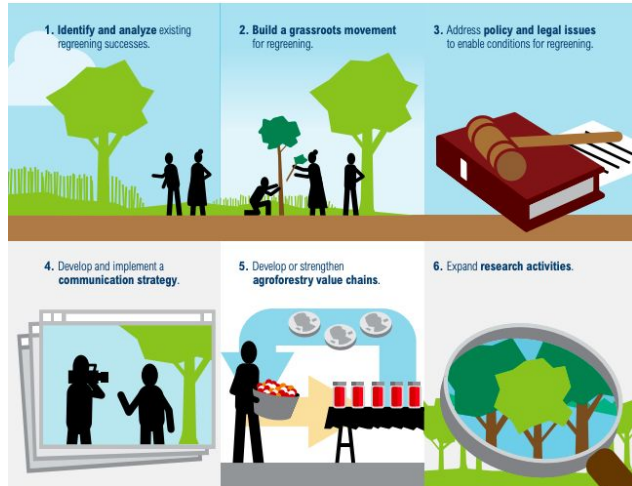 1. Identify and analyze existing
regreening successes.
2. Build a grassroots movement
for regreening.
3. Address policy and legal issues
to enable conditions for regreening.
4. Develop and implement a
communication strategy.
5. Develop or strengthen
agroforestry value chains.
6. Expand research activities.